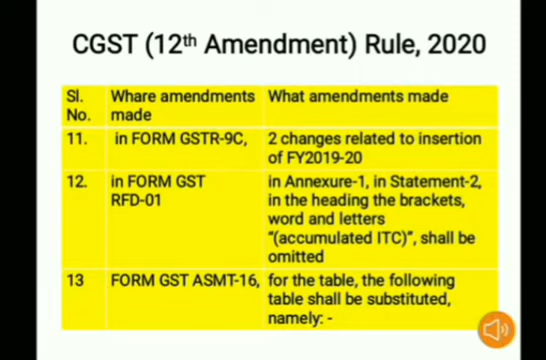 CGST (12th Amendment) Rule, 2020
Sl. Whare amendments What amendments made
No. made
11. in FORM GSTR-9C, 2 changes related to insertion
of FY2019-20
12. in FORM GST in Annexure-1, in Statement-2,
RFD-01 in the heading the brackets,
word and letters
"(accumulated ITC)", shall be
omitted
13 FORM GST ASMT-16, for the table, the following
table shall be substituted,
namely: -